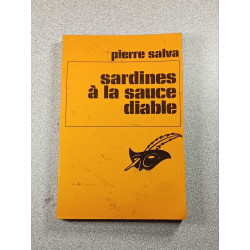 pierre salva
sardines
à la sauce
diable